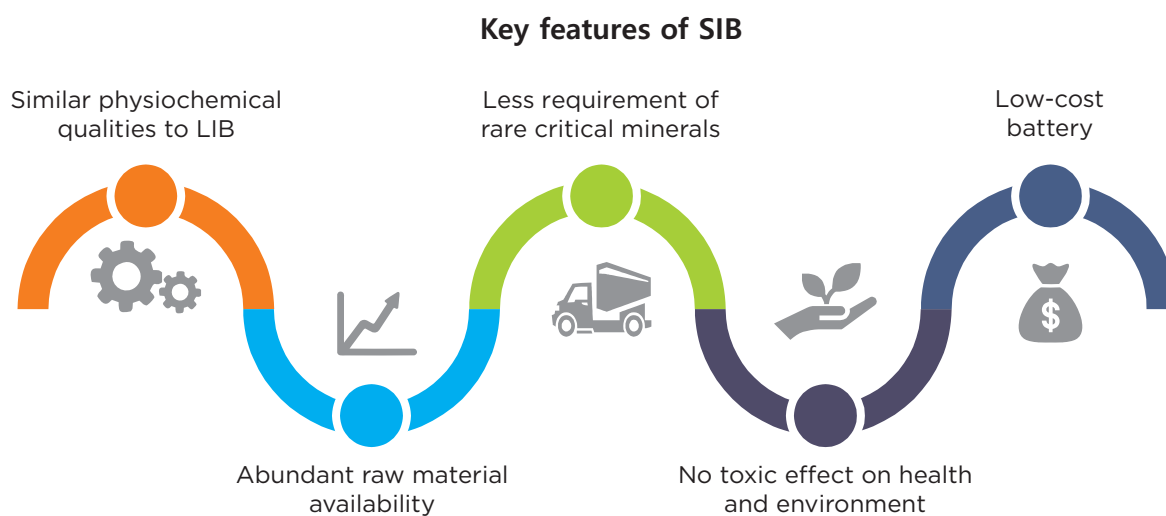 Key features of SIB
Similar physiochemical
qualities to LIB
Less requirement of
rare critical minerals
Low-cost
battery
$
Abundant raw material
availability
No toxic effect on health
and environment